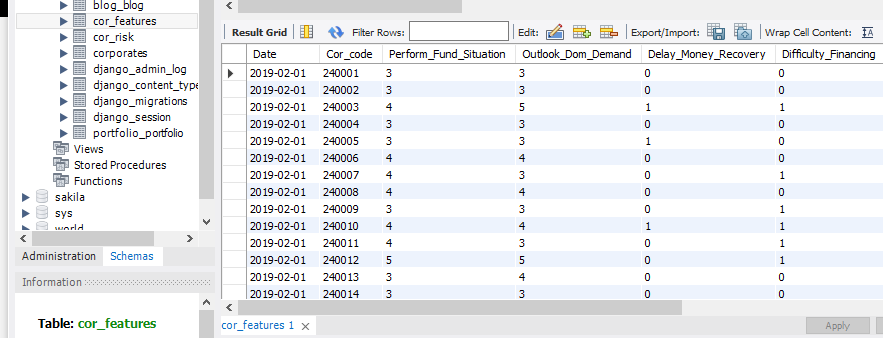 blog_blog
cor_features
cor_risk
corporates
django_admin_log
django_content_type
django_migrations
django_session
portfolio_portfolio
Views
Stored Procedures
Functions
sakila
sys
world
Administration Schemas
Information
Table: cor_features
Result Grid Filter Rows: Edit: Export/Import: Wrap Cell Content:
Date Cor_code Perform_Fund_Situation Outlook_Dom_Demand Delay_Money_Recovery Difficulty_Financing
2019-02-01 240001 3 3 0 0
2019-02-01 240002 3 3 0 0
2019-02-01 240003 4 5 1 1
2019-02-01 240004 3 3 0 0
2019-02-01 240005 3 3 1 0
2019-02-01 240006 4 4 0 0
2019-02-01 240007 4 3 0 1
2019-02-01 240008 4 4 0 0
2019-02-01 240009 3 3 0 1
2019-02-01 240010 4 4 1 1
2019-02-01 240011 4 3 0 1
2019-02-01 240012 5 5 0 1
2019-02-01 240013 3 4 0 0
2019-02-01 240014 3 3 0 0
cor_features 1
Apply